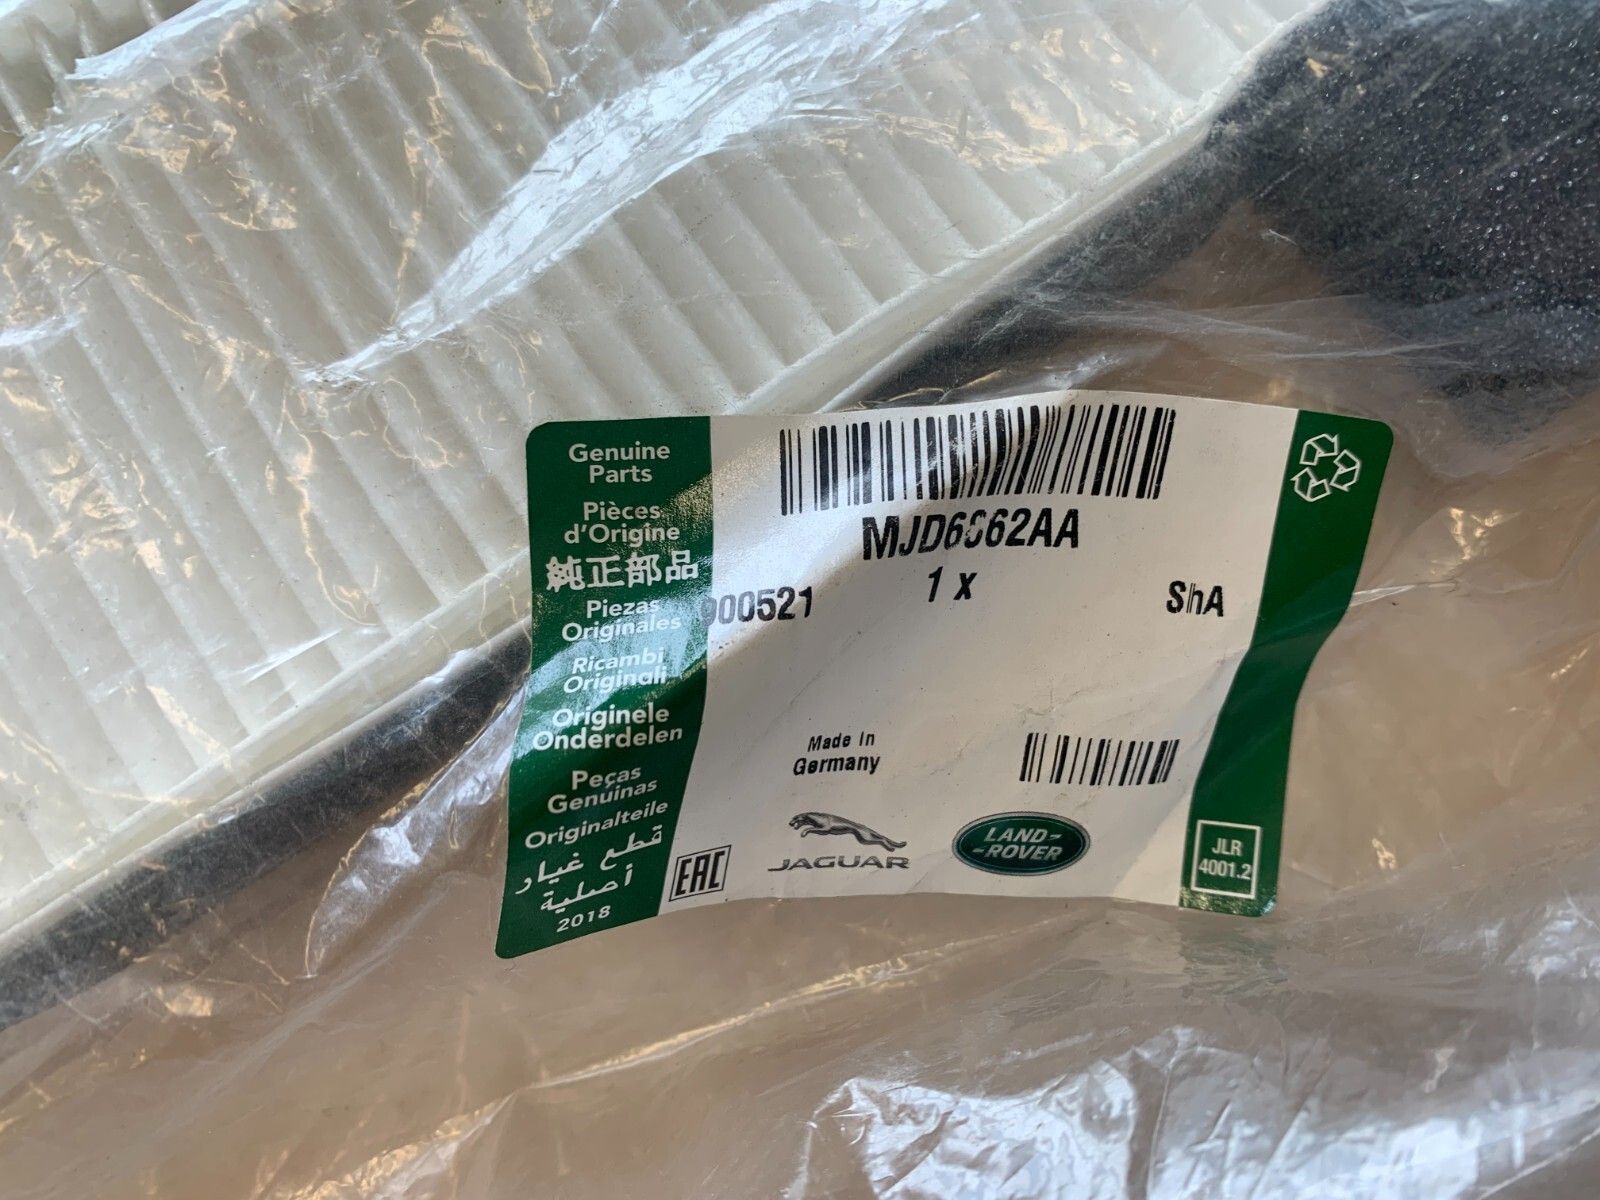 Genuine
Parts
Pièces
d'Origine
純正部品
Piezas
Originales
Ricambi
Originali
Originele
Onderdelen
Peças
Genuinas
Originalteile
قطع غيار
أصلية
2018
MJD6862AA
1 x
900521
ShA
Made in
Germany
EAC
JAGUAR
LAND-
-ROVER
JLR
4001.2